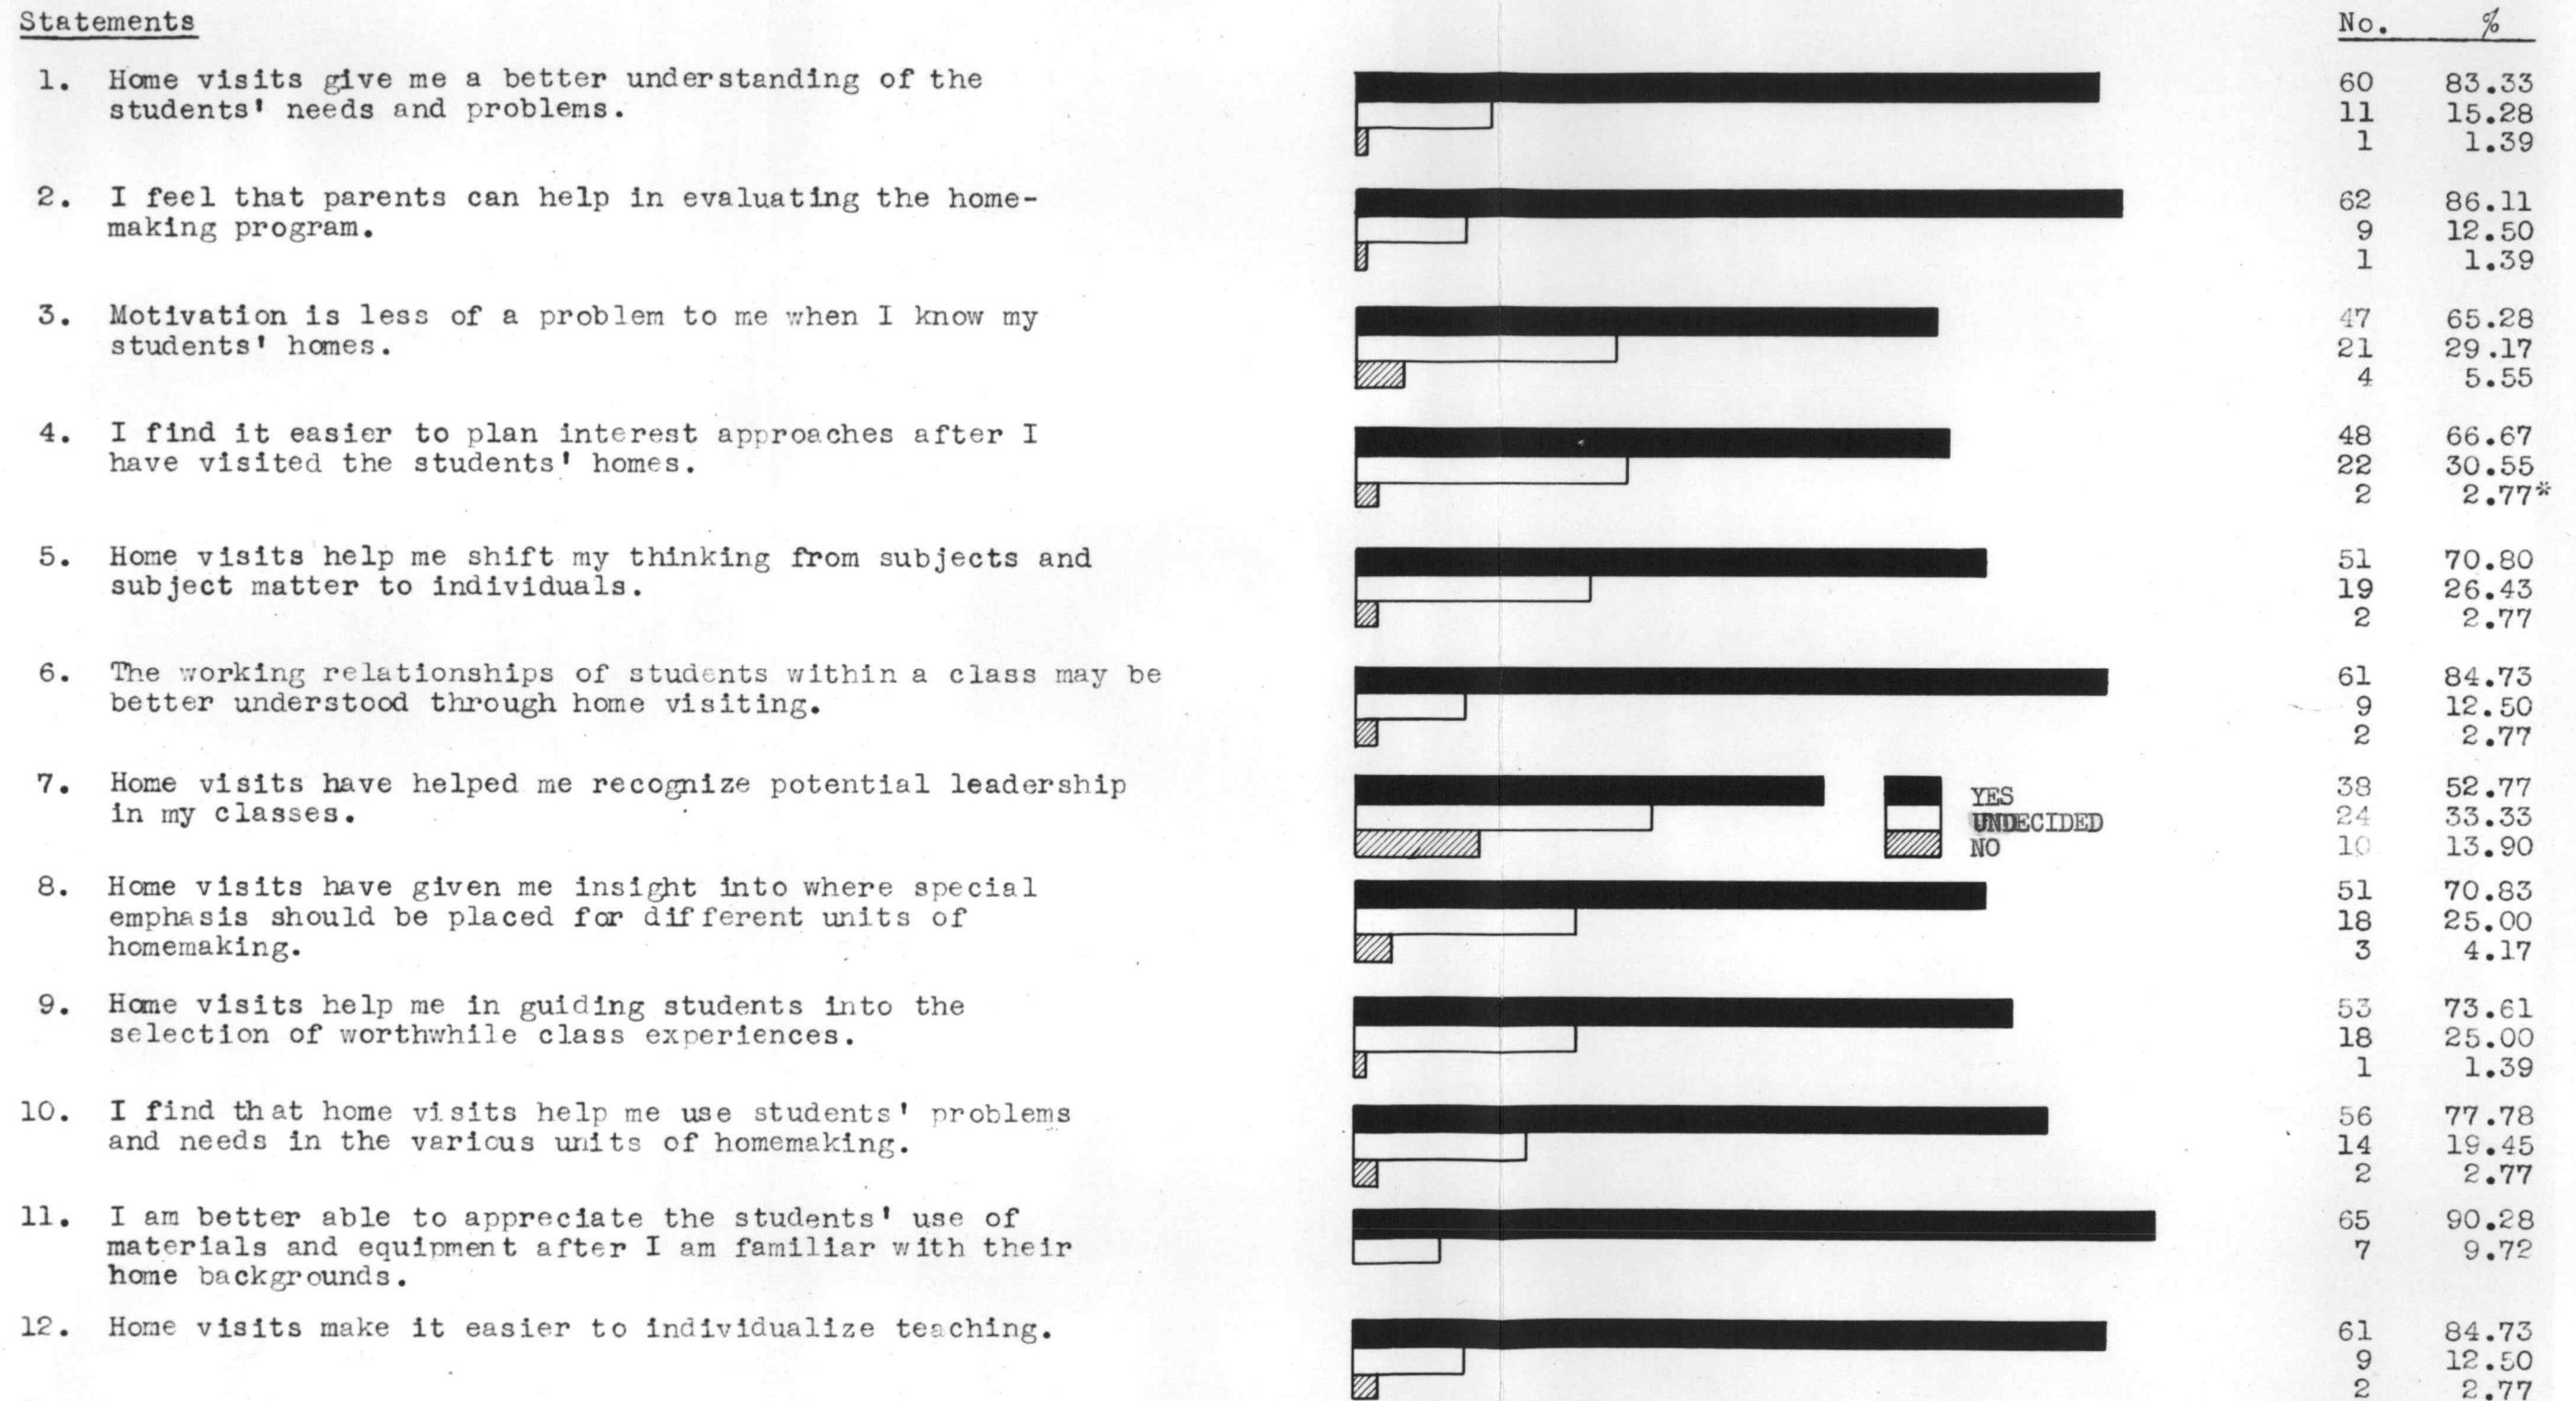 Statements No. %
1. Home visits give me a better understanding of the 60 83.33
students' needs and problems. 11 15.28
1 1.39
2. I feel that parents can help in evaluating the home- 62 86.11
making program. 9 12.50
1 1.39
3. Motivation is less of a problem to me when I know my 47 65.28
students' homes. 21 29.17
4 5.55
4. I find it easier to plan interest approaches after I 48 66.67
have visited the students' homes. 22 30.55
2 2.77*
5. Home visits help me shift my thinking from subjects and 51 70.80
subject matter to individuals. 19 26.43
2 2.77
6. The working relationships of students within a class may be 61 84.73
better understood through home visiting. 9 12.50
2 2.77
7. Home visits have helped me recognize potential leadership YES 38 52.77
in my classes. UNDECIDED 24 33.33
NO 10 13.90
8. Home visits have given me insight into where special 51 70.83
emphasis should be placed for different units of 18 25.00
homemaking. 3 4.17
9. Home visits help me in guiding students into the 53 73.61
selection of worthwhile class experiences. 18 25.00
1 1.39
10. I find that home visits help me use students' problems 56 77.78
and needs in the various units of homemaking. 14 19.45
2 2.77
11. I am better able to appreciate the students' use of 65 90.28
materials and equipment after I am familiar with their 7 9.72
home backgrounds.
12. Home visits make it easier to individualize teaching. 61 84.73
9 12.50
2 2.77